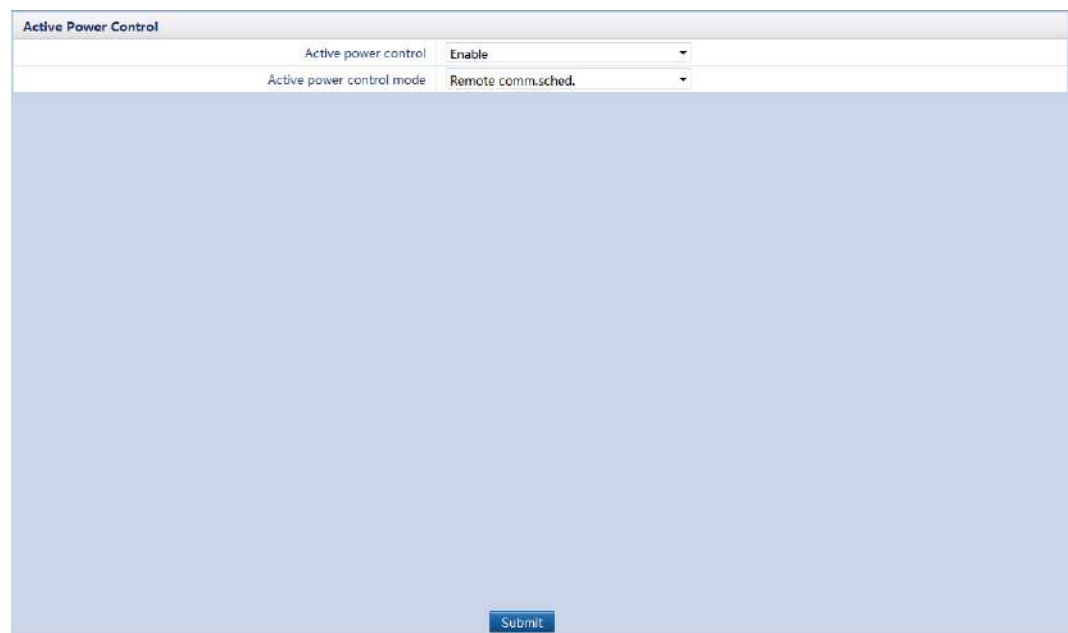 Active Power Control
Active power control Enable
Active power control mode Remote comm.sched.
Submit